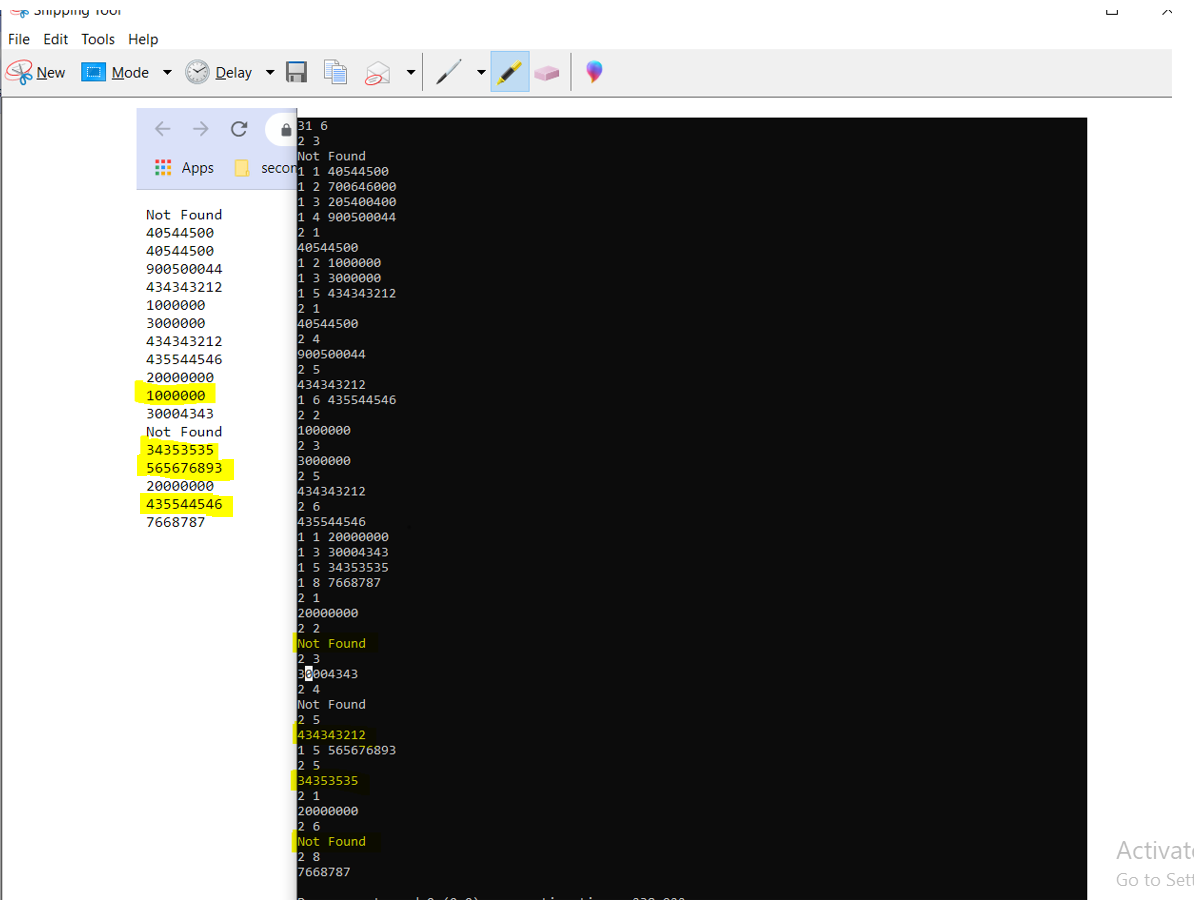 Snipping Tool
File Edit Tools Help
New Mode Delay
Apps
Not Found
40544500
40544500
900500044
434343212
1000000
3000000
434343212
435544546
20000000
1000000
30004343
Not Found
34353535
565676893
20000000
435544546
7668787
31 6
2 3
Not Found
1 1 40544500
1 2 700646000
1 3 205400400
1 4 900500044
2 1
40544500
1 2 1000000
1 3 3000000
1 5 434343212
2 1
40544500
2 4
900500044
2 5
434343212
1 6 435544546
2 2
1000000
2 3
3000000
2 5
434343212
2 6
435544546
1 1 20000000
1 3 30004343
1 5 34353535
1 8 7668787
2 1
20000000
2 2
Not Found
2 3
30004343
2 4
Not Found
2 5
434343212
1 5 565676893
2 5
34353535
2 1
20000000
2 6
Not Found
2 8
7668787
Go to